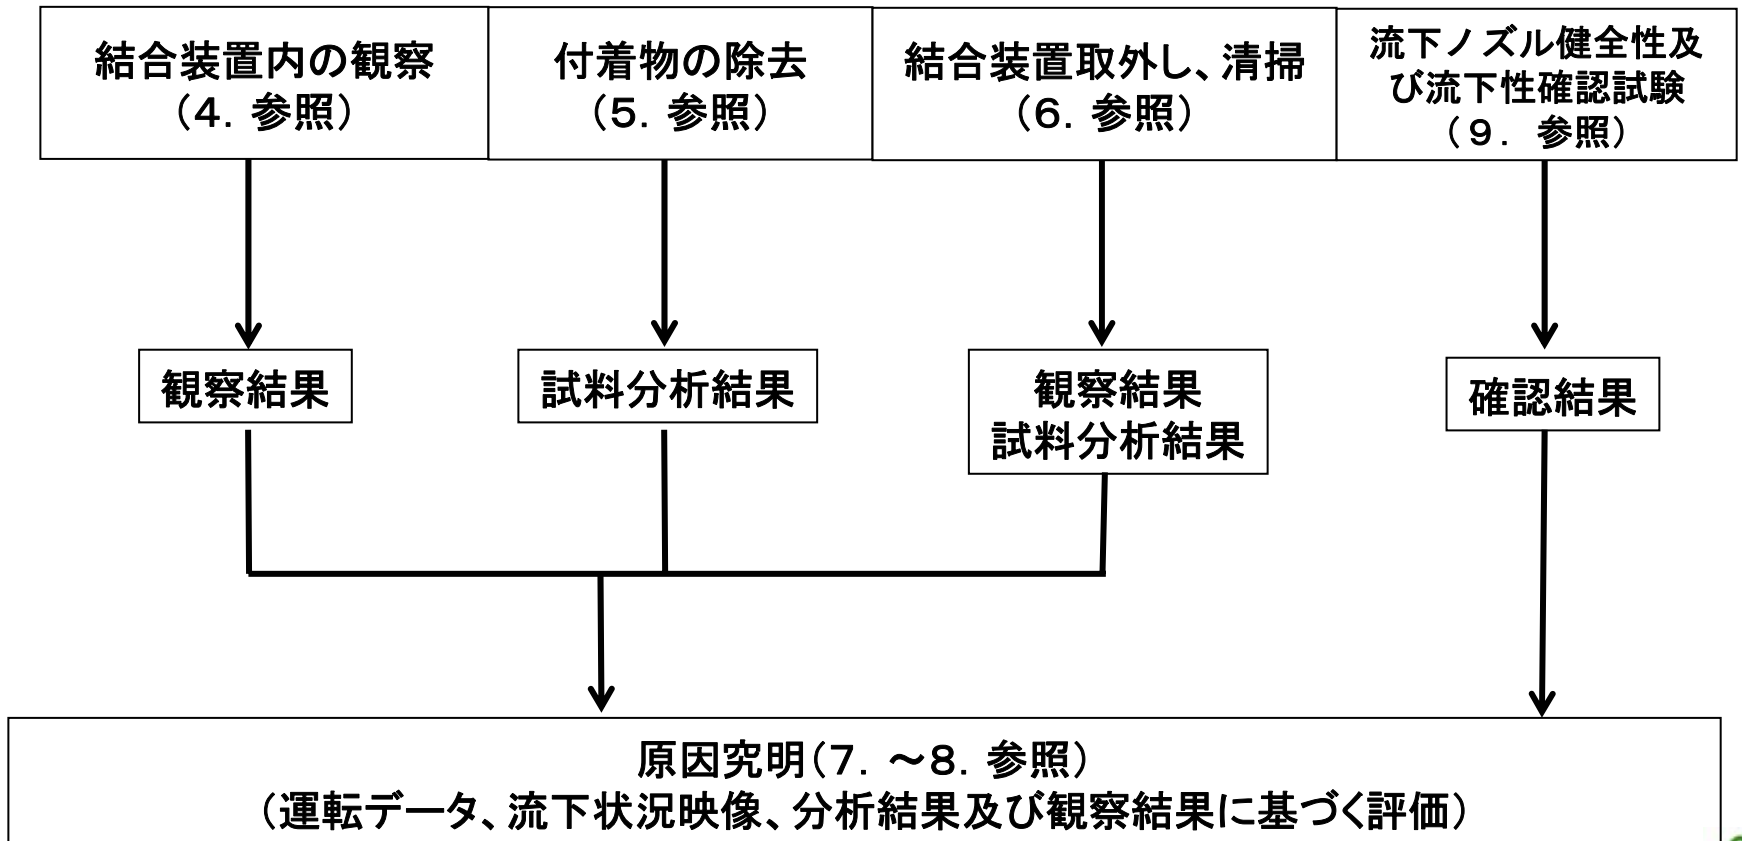 結合装置内の観察
（４．参照）
付着物の除去
（５．参照）
結合装置取外し、清掃
（６．参照）
流下ノズル健全性及
び流下性確認試験
（９．参照）
観察結果
試料分析結果
観察結果
試料分析結果
確認結果
原因究明（７．～８．参照）
（運転データ、流下状況映像、分析結果及び観察結果に基づく評価）